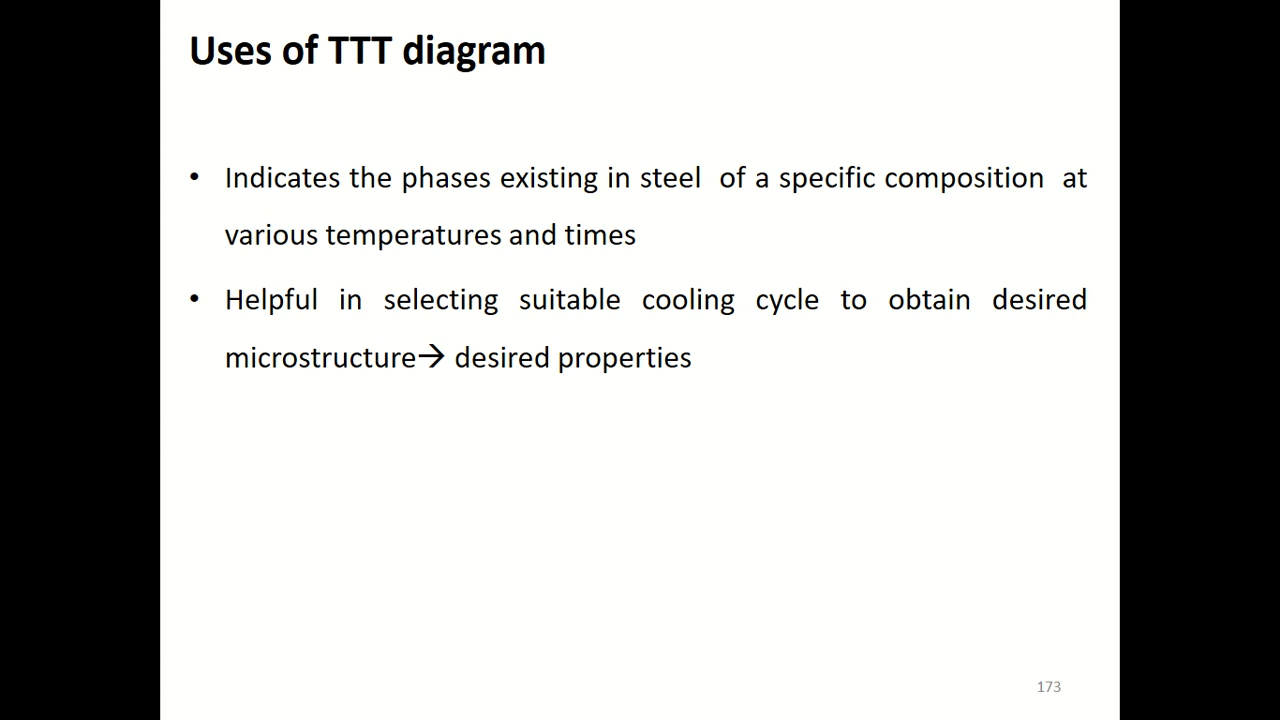 Uses of TTT diagram
• Indicates the phases existing in steel of a specific composition at
various temperatures and times
• Helpful in selecting suitable cooling cycle to obtain desired
microstructure→ desired properties
173